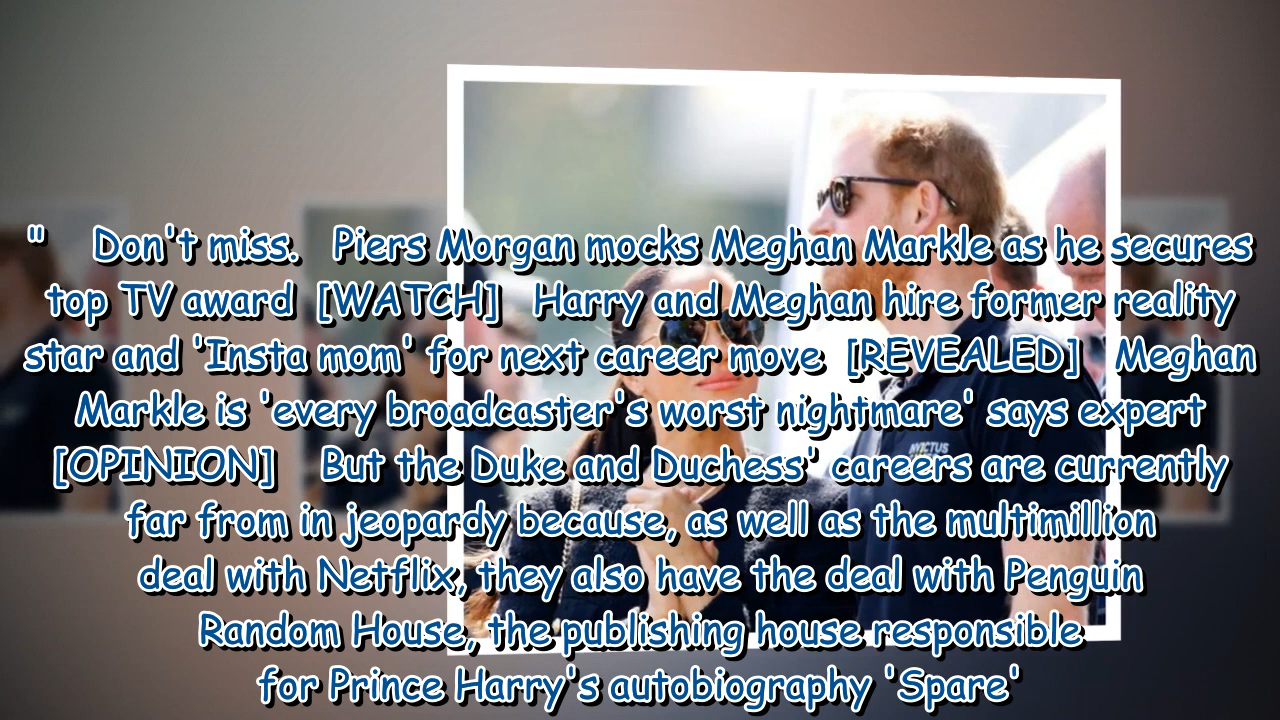 "    Don't miss.   Piers Morgan mocks Meghan Markle as he secures
top TV award  [WATCH]   Harry and Meghan hire former reality
star and 'Insta mom' for next career move  [REVEALED]   Meghan
Markle is 'every broadcaster's worst nightmare' says expert
[OPINION]    But the Duke and Duchess' careers are currently
far from in jeopardy because, as well as the multimillion
deal with Netflix, they also have the deal with Penguin
Random House, the publishing house responsible
for Prince Harry's autobiography 'Spare'
INVICTUS